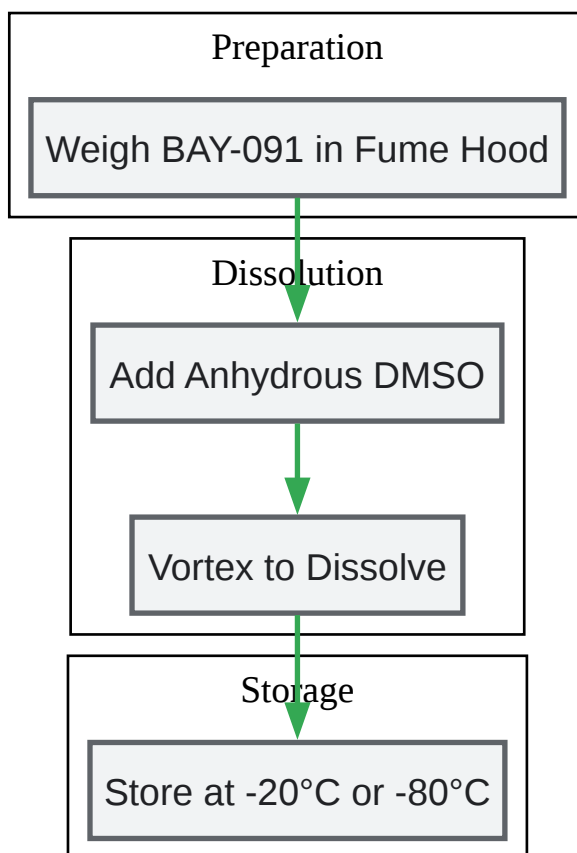 Preparation
Weigh BAY-091 in Fume Hood
Dissolution
Add Anhydrous DMSO
Vortex to Dissolve
Storage
Store at -20°C or -80°C